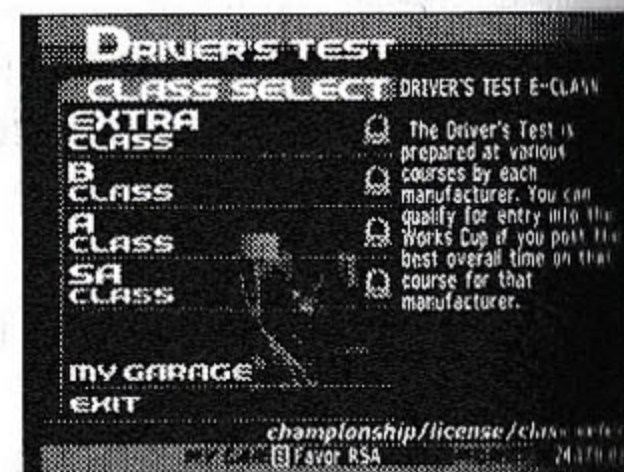 DRIVER'S TEST
CLASS SELECT
EXTRA
CLASS
B
CLASS
A
CLASS
SA
CLASS
MY GARAGE
EXIT
DRIVER'S TEST E-CLASS
The Driver's Test is
prepared at various
courses by each
manufacturer. You can
qualify for entry into the
Works Cup if you post the
best overall time on that
course for that
manufacturer.
championship/license/class
Favor RSA